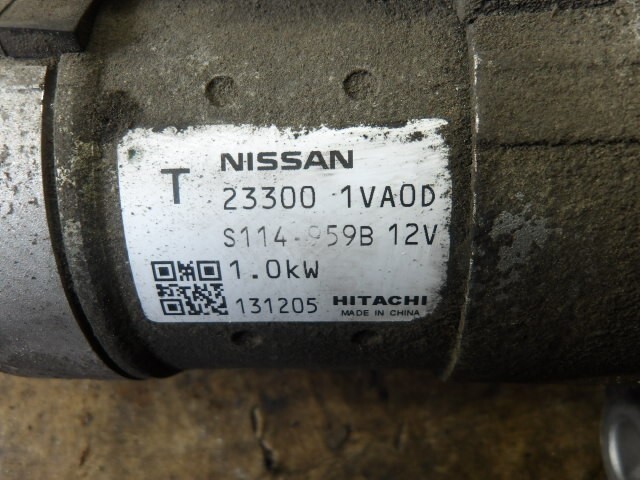 T NISSAN
23300 1VA0D
S114-959B 12V
1.0kW
131205 HITACHI
MADE IN CHINA